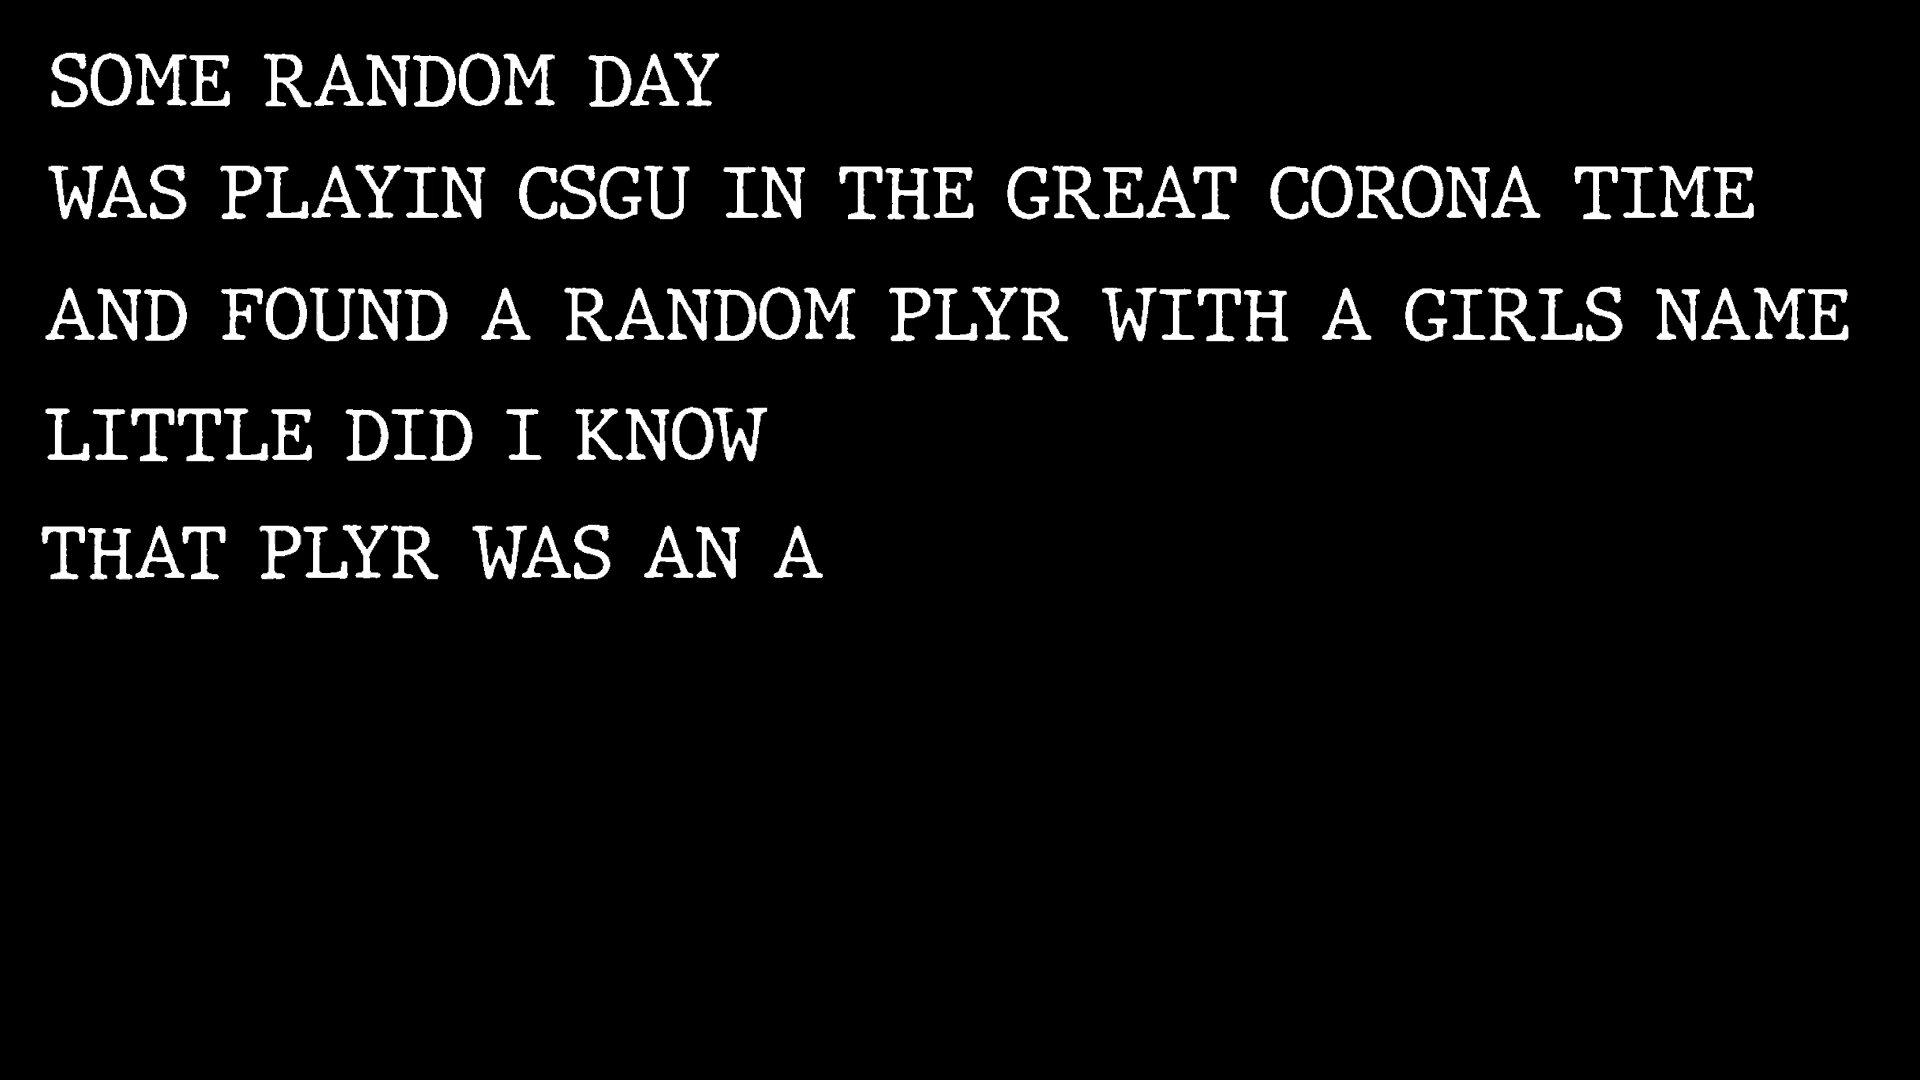 SOME RANDOM DAY
WAS PLAYIN CSGU IN THE GREAT CORONA TIME
AND FOUND A RANDOM PLYR WITH A GIRLS NAME
LITTLE DID I KNOW
THAT PLYR WAS AN A